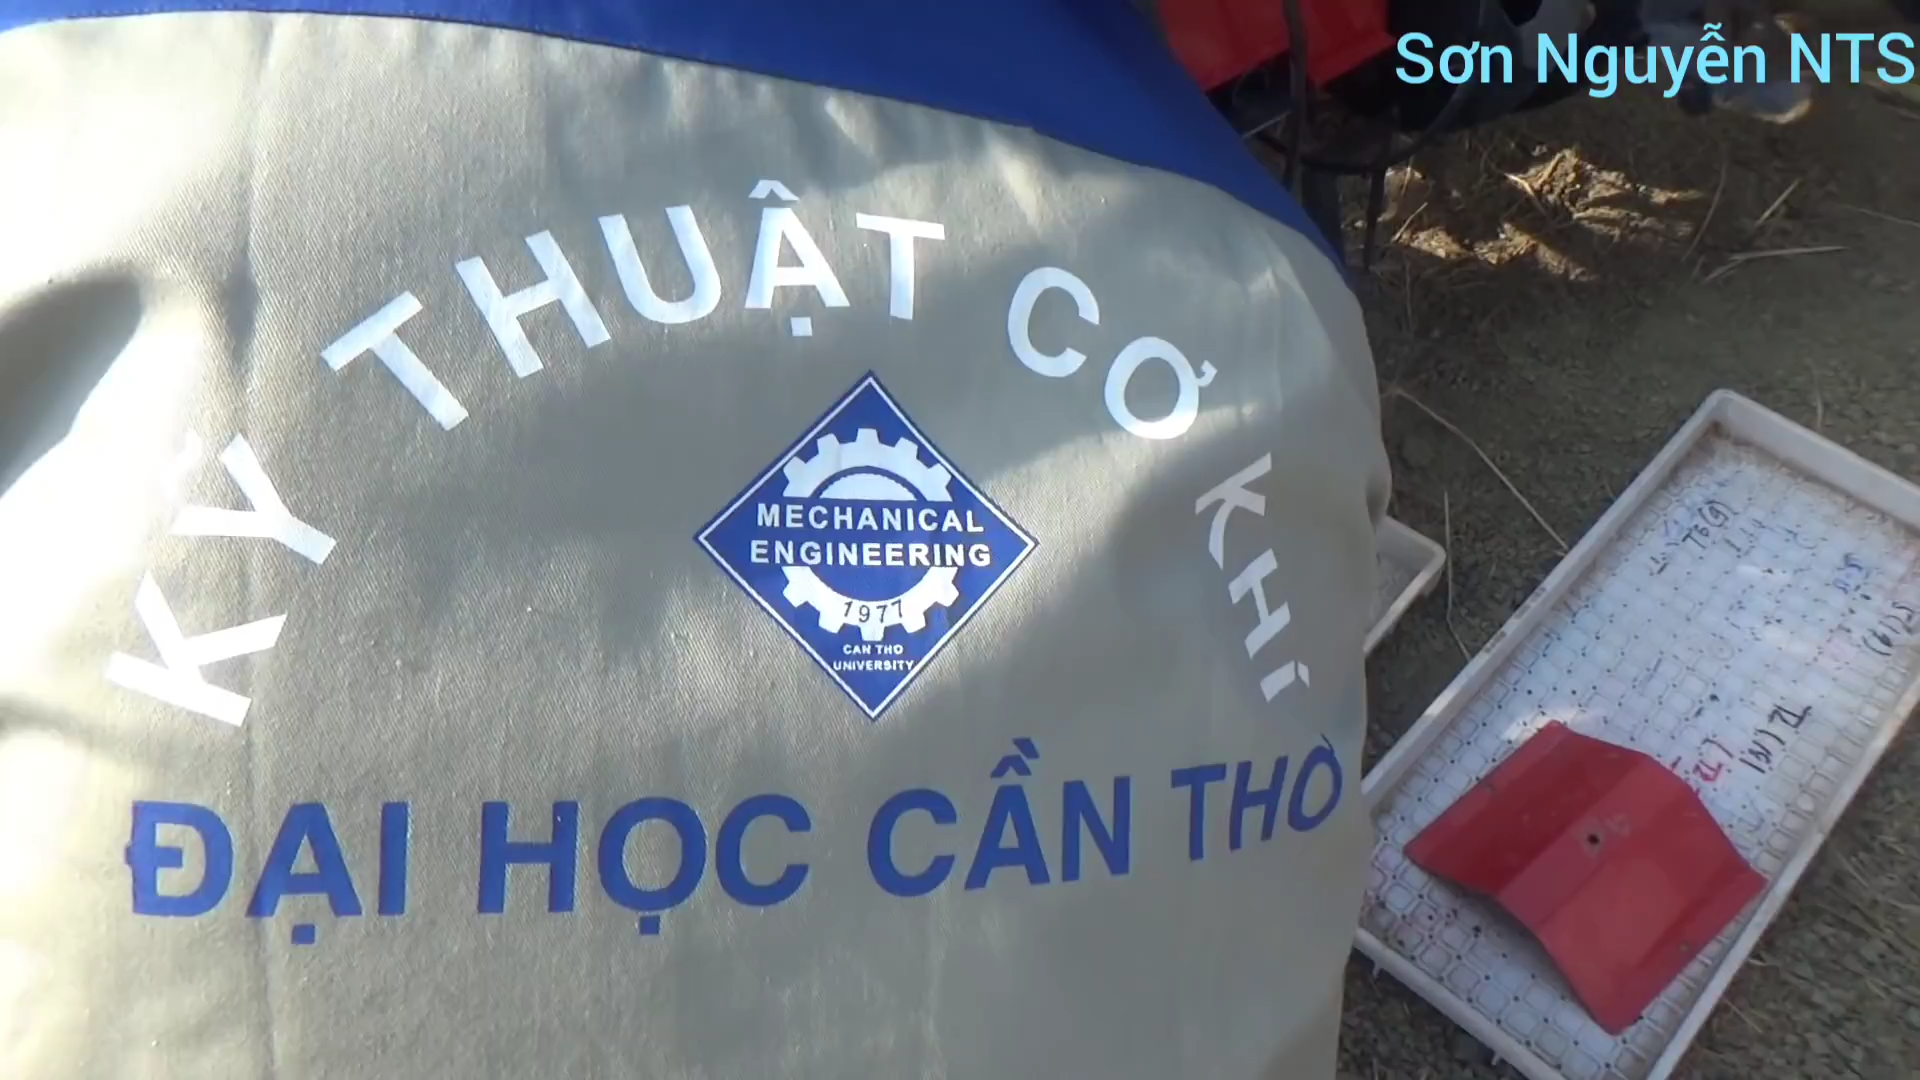 Sơn Nguyễn NTS
KỸ THUẬT CƠ KHÍ
MECHANICAL
ENGINEERING
1977
CAN THO
UNIVERSITY
ĐẠI HỌC CẦN THƠ